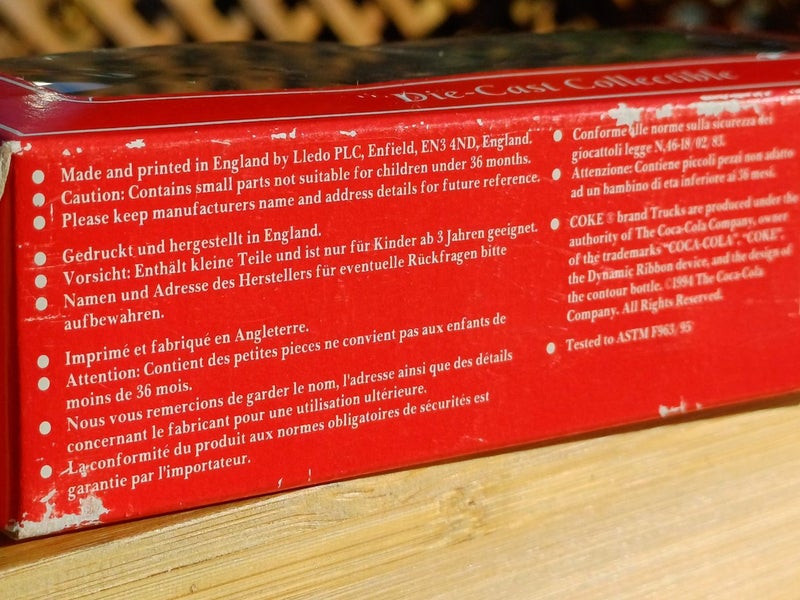 Die-Cast Collectible
● Made and printed in England by Lledo PLC, Enfield, EN3 4ND, England.
● Caution: Contains small parts not suitable for children under 36 months.
● Please keep manufacturers name and address details for future reference.
● Gedruckt und hergestellt in England.
● Vorsicht: Enthält kleine Teile und ist nur für Kinder ab 3 Jahren geeignet.
● Namen und Adresse des Herstellers für eventuelle Rückfragen bitte
aufbewahren.
● Imprimé et fabriqué en Angleterre.
● Attention: Contient des petites pieces ne convient pas aux enfants de
moins de 36 mois.
● Nous vous remercions de garder le nom, l'adresse ainsi que des détails
concernant le fabricant pour une utilisation ultérieure.
● La conformité du produit aux normes obligatoires de sécurités est
garantie par l'importateur.
● Conforme alle norme sulla sicurezza dei
giocattoli legge N,46-18/02/83.
● Attenzione: Contiene piccoli pezzi non adatto
ad un bambino di eta inferiore ai 36 mesi.
● COKE ® brand Trucks are produced under the
authority of The Coca-Cola Company, owner
of the trademarks "COCA-COLA", "COKE",
the Dynamic Ribbon device, and the design of
the contour bottle. ©1994 The Coca-Cola
Company. All Rights Reserved.
● Tested to ASTM F963/95